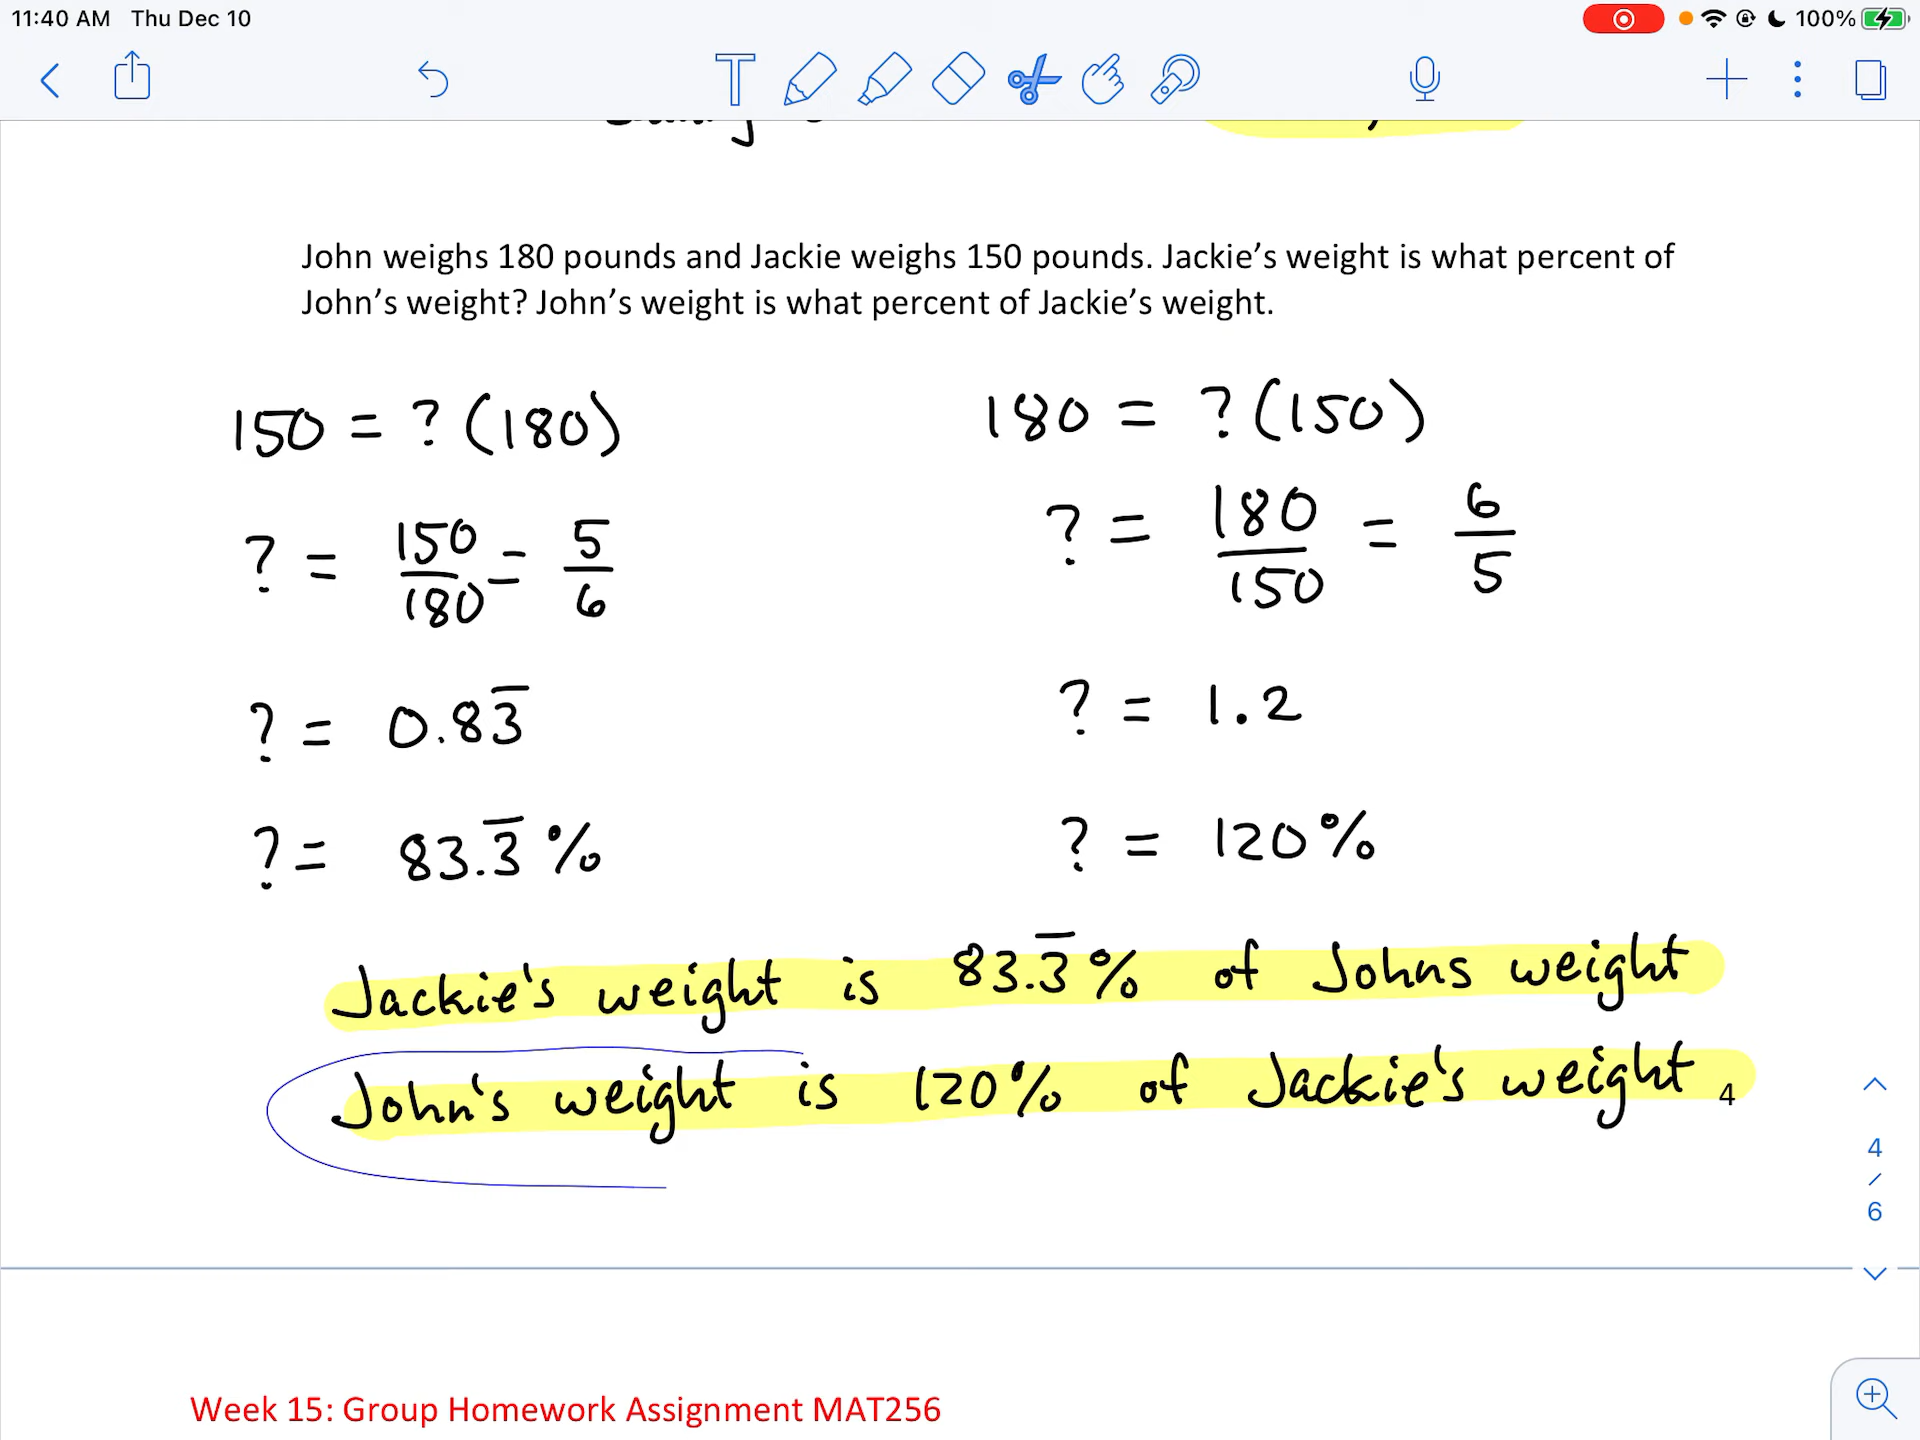 11:40 AM Thu Dec 10 100%
John weighs 180 pounds and Jackie weighs 150 pounds. Jackie’s weight is what percent of
John’s weight? John’s weight is what percent of Jackie’s weight.
150 = ? (180)
? = 150/180 = 5/6
? = 0.83̅
? = 83.3̅ %
180 = ? (150)
? = 180/150 = 6/5
? = 1.2
? = 120%
Jackie's weight is 83.3̅ % of Johns weight
John's weight is 120% of Jackie's weight
4
4 / 6
Week 15: Group Homework Assignment MAT256